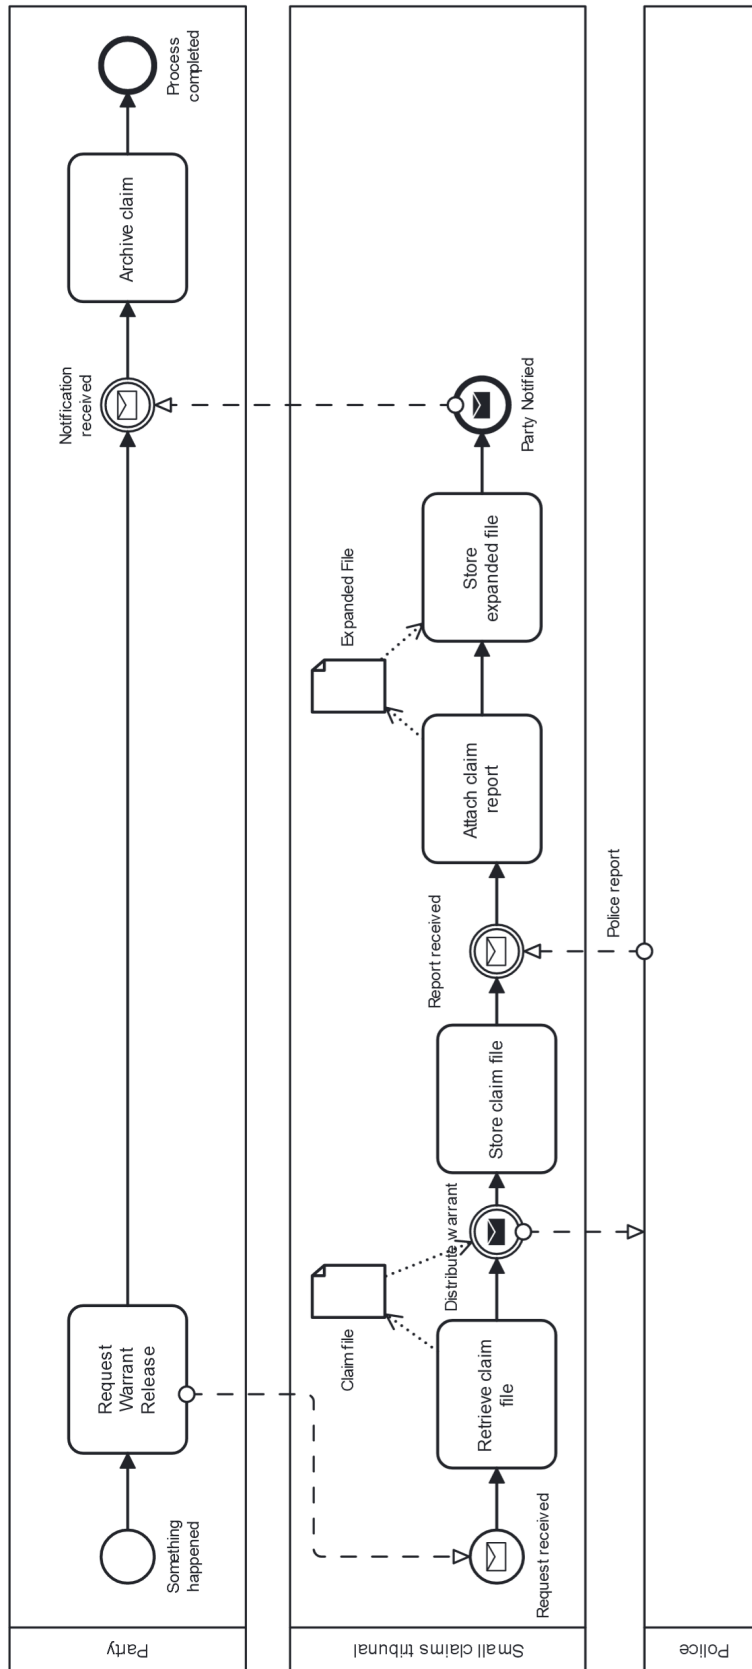 Party
Something
happened
Request
Warrant
Release
Notification
received
Archive claim
Process
completed
Small claims tribunal
Request received
Retrieve claim
file
Claim file
Distribute warrant
Store claim file
Report received
Attach claim
report
Expanded File
Store
expanded file
Party Notified
Police
Police report